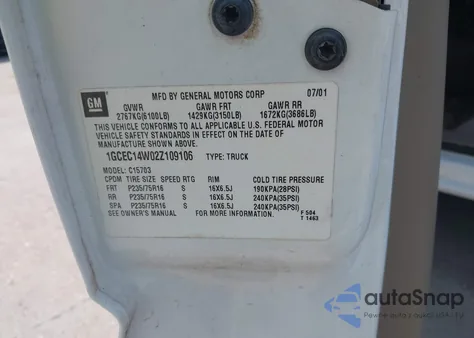 GM
MFD BY GENERAL MOTORS CORP 07/01
GVWR GAWR FRT GAWR RR
2767KG(6100LB) 1429KG(3150LB) 1672KG(3686LB)
THIS VEHICLE CONFORMS TO ALL APPLICABLE U.S. FEDERAL MOTOR
VEHICLE SAFETY STANDARDS IN EFFECT ON THE DATE OF
MANUFACTURE SHOWN ABOVE.
1GCEC14W02Z109106 TYPE: TRUCK
MODEL: C15703
CPDM TIRE SIZE SPEED RTG RIM COLD TIRE PRESSURE
FRT P235/75R16 S 16X6.5J 190KPA(28PSI)
RR P235/75R16 S 16X6.5J 240KPA(35PSI)
SPA P235/75R16 S 16X6.5J 240KPA(35PSI)
SEE OWNER'S MANUAL FOR MORE INFORMATION. F 504
T 1463
autoSnap
Pewne auto z aukcji USA